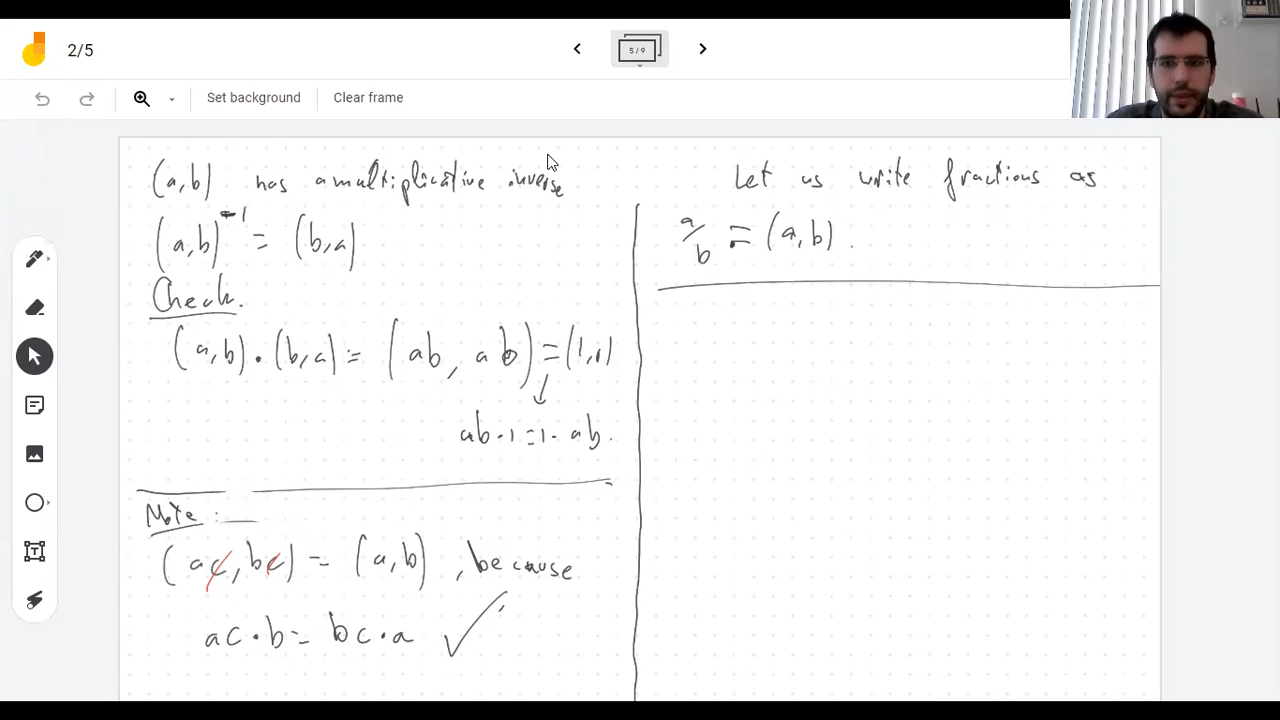 2/5
5/9
Set background
Clear frame
(a,b) has a multiplicative inverse
(a,b)⁻¹ = (b,a)
Check.
(a,b) · (b,a) = (ab, ab) = (1,1)
↓
ab·1 = 1·ab.
Note:
(ac, bc) = (a,b), because
ac·b = bc·a ✓
Let us write fractions as
a/b := (a,b).